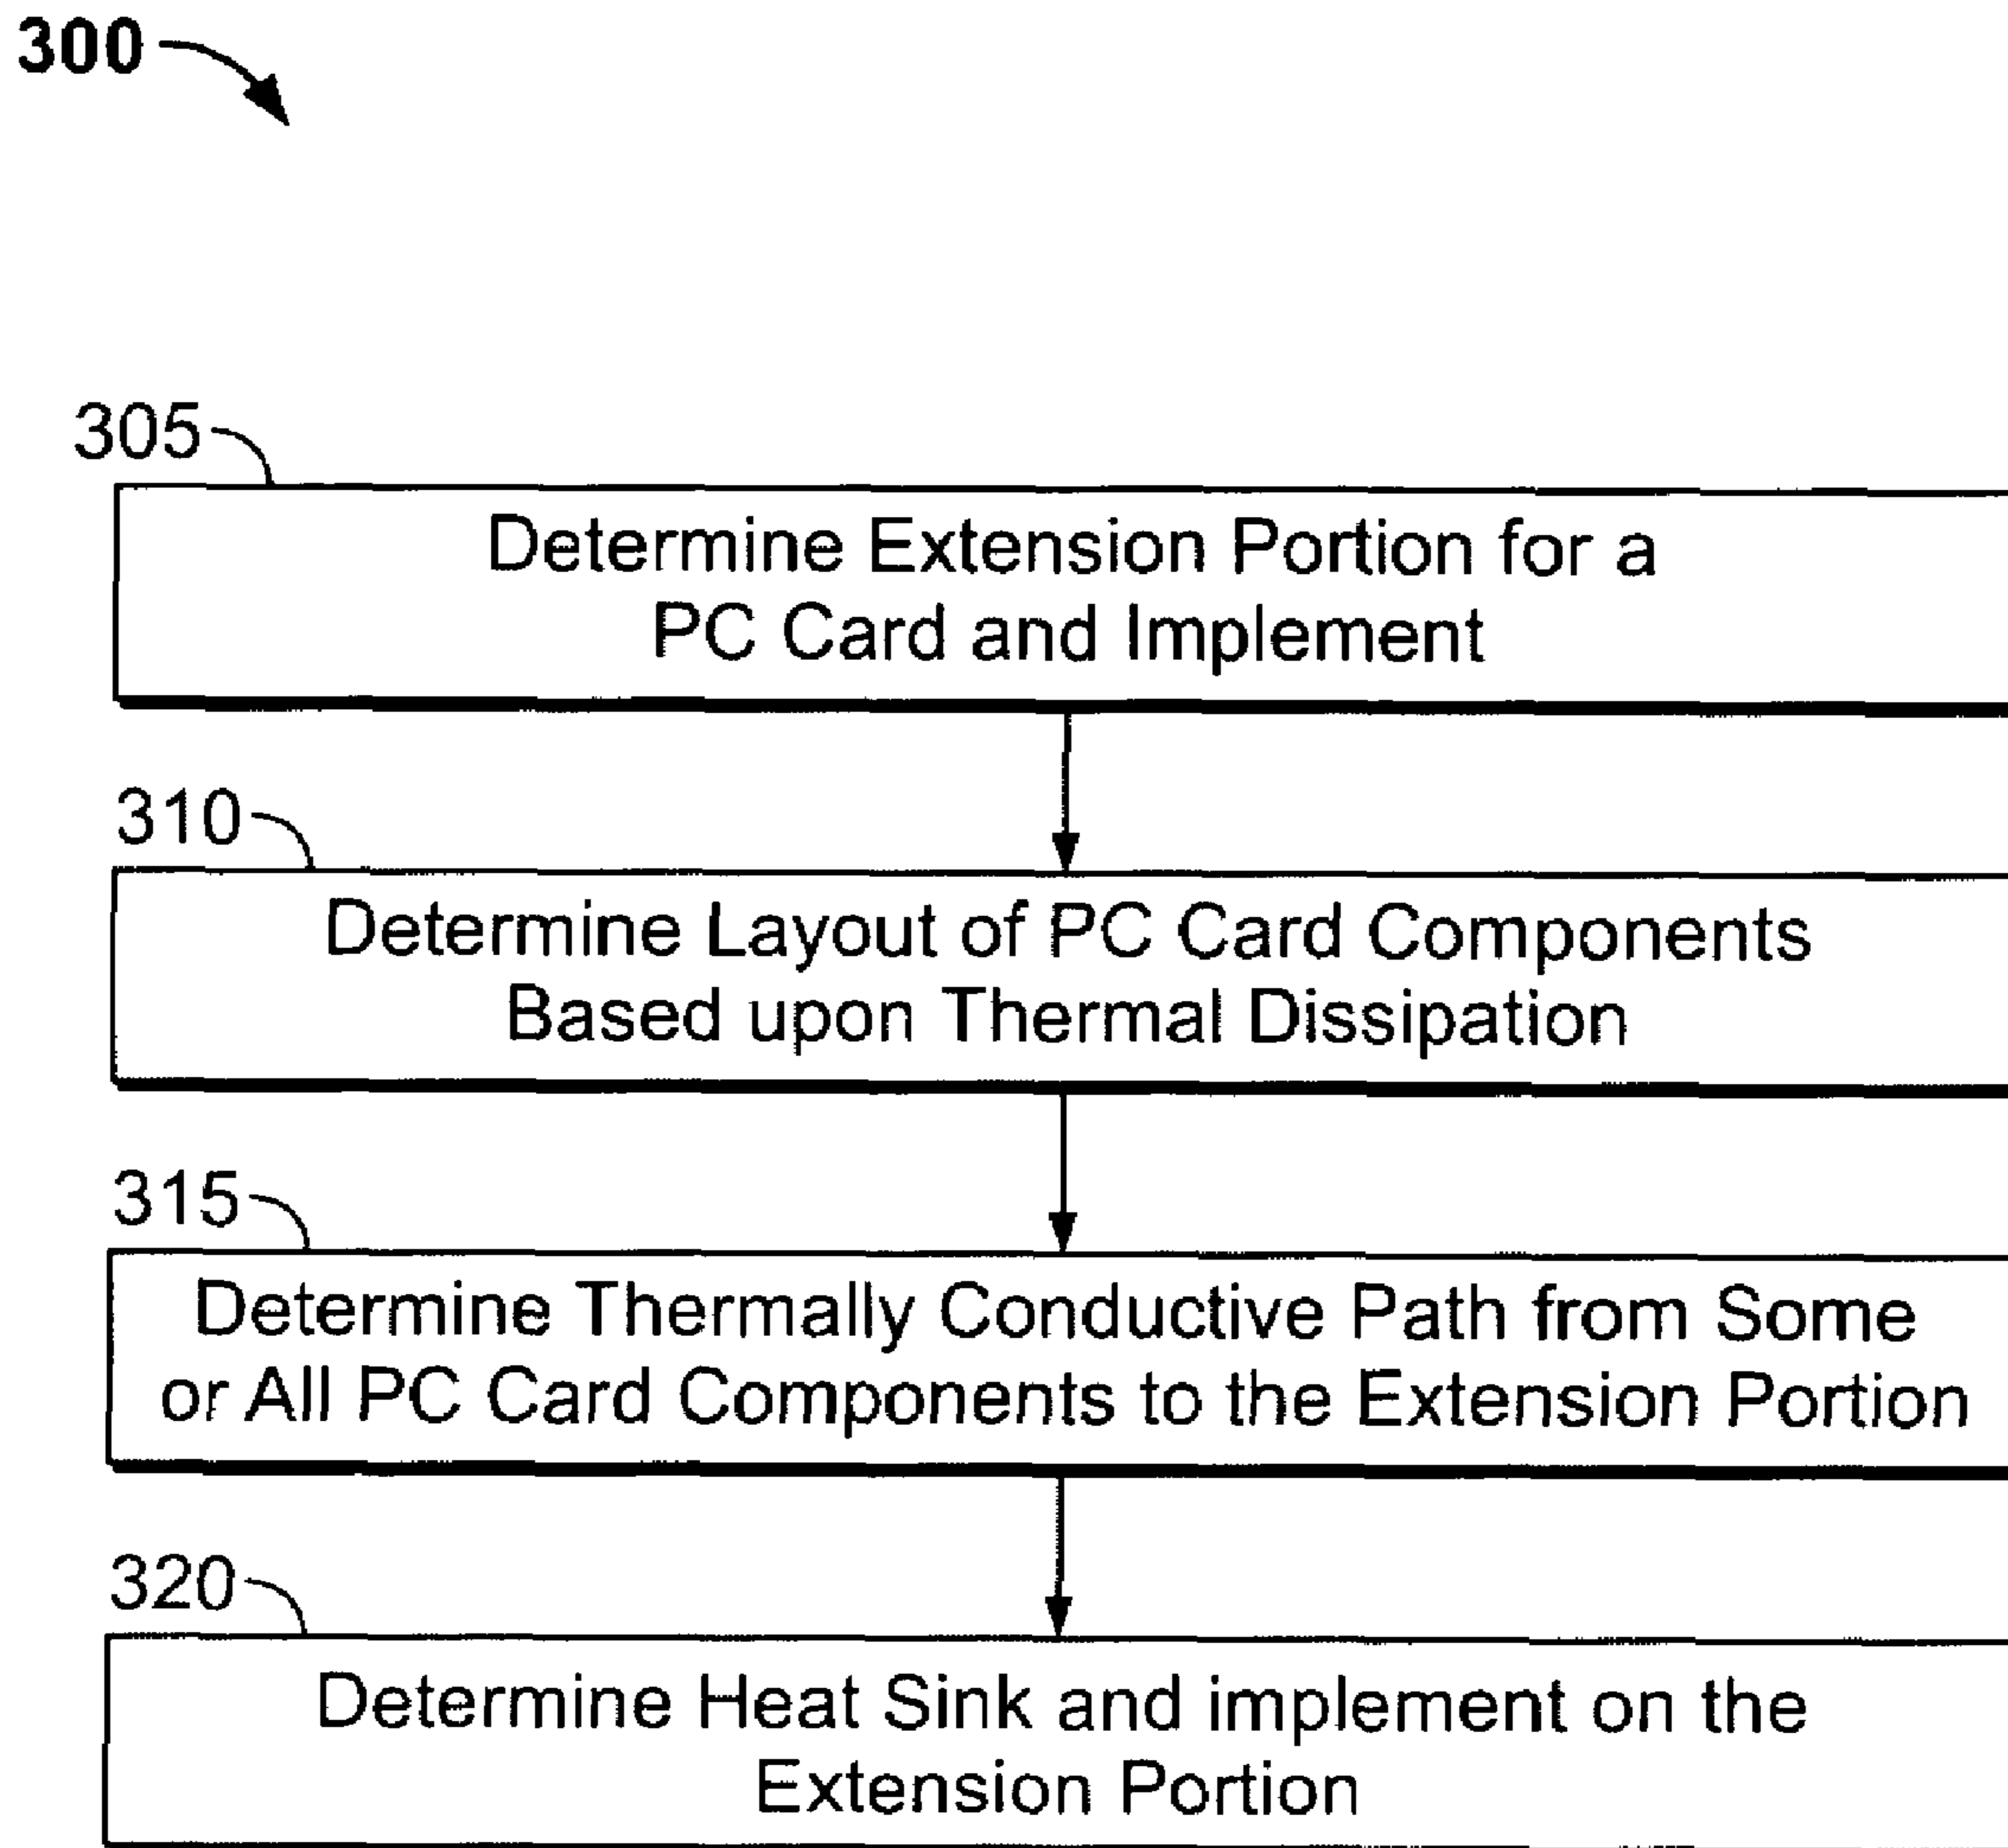 300
305
Determine Extension Portion for a
PC Card and Implement
310
Determine Layout of PC Card Components
Based upon Thermal Dissipation
315
Determine Thermally Conductive Path from Some
or All PC Card Components to the Extension Portion
320
Determine Heat Sink and implement on the
Extension Portion